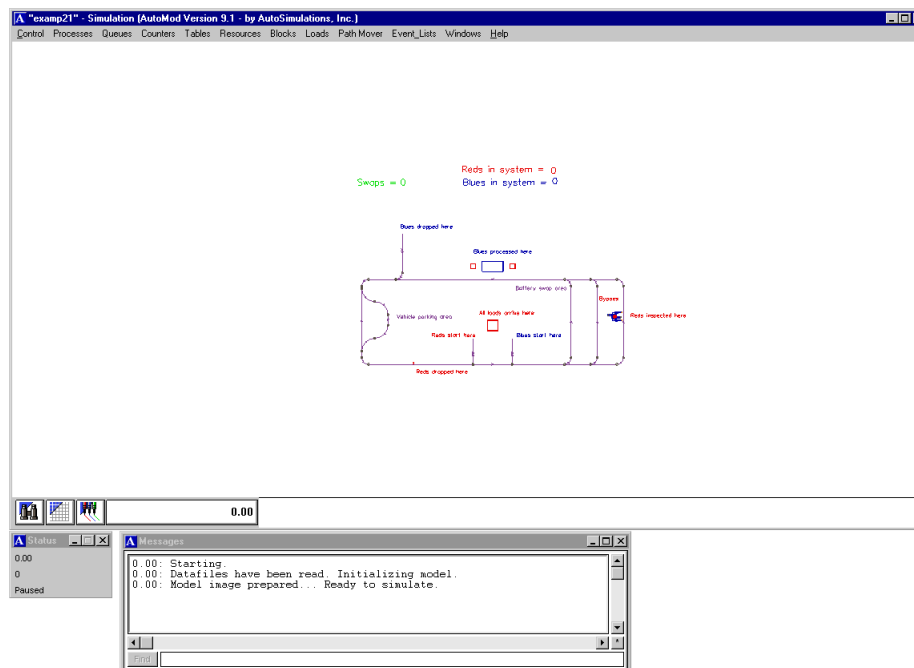 A "examp21" - Simulation (AutoMod Version 9.1 - by AutoSimulations, Inc.)
Control Processes Queues Counters Tables Resources Blocks Loads Path Mover Event_Lists Windows Help
Reds in system = 0
Swaps = 0
Blues in system = 0
Blues dropped here
Blues processed here
Battery swap area
Bypass
Vehicle parking area
All loads arrive here
Reds inspected here
Reds start here
Blues start here
Reds dropped here
0.00
A Status
0.00
0
Paused
A Messages
0.00: Starting.
0.00: Datafiles have been read. Initializing model.
0.00: Model image prepared... Ready to simulate.
Find